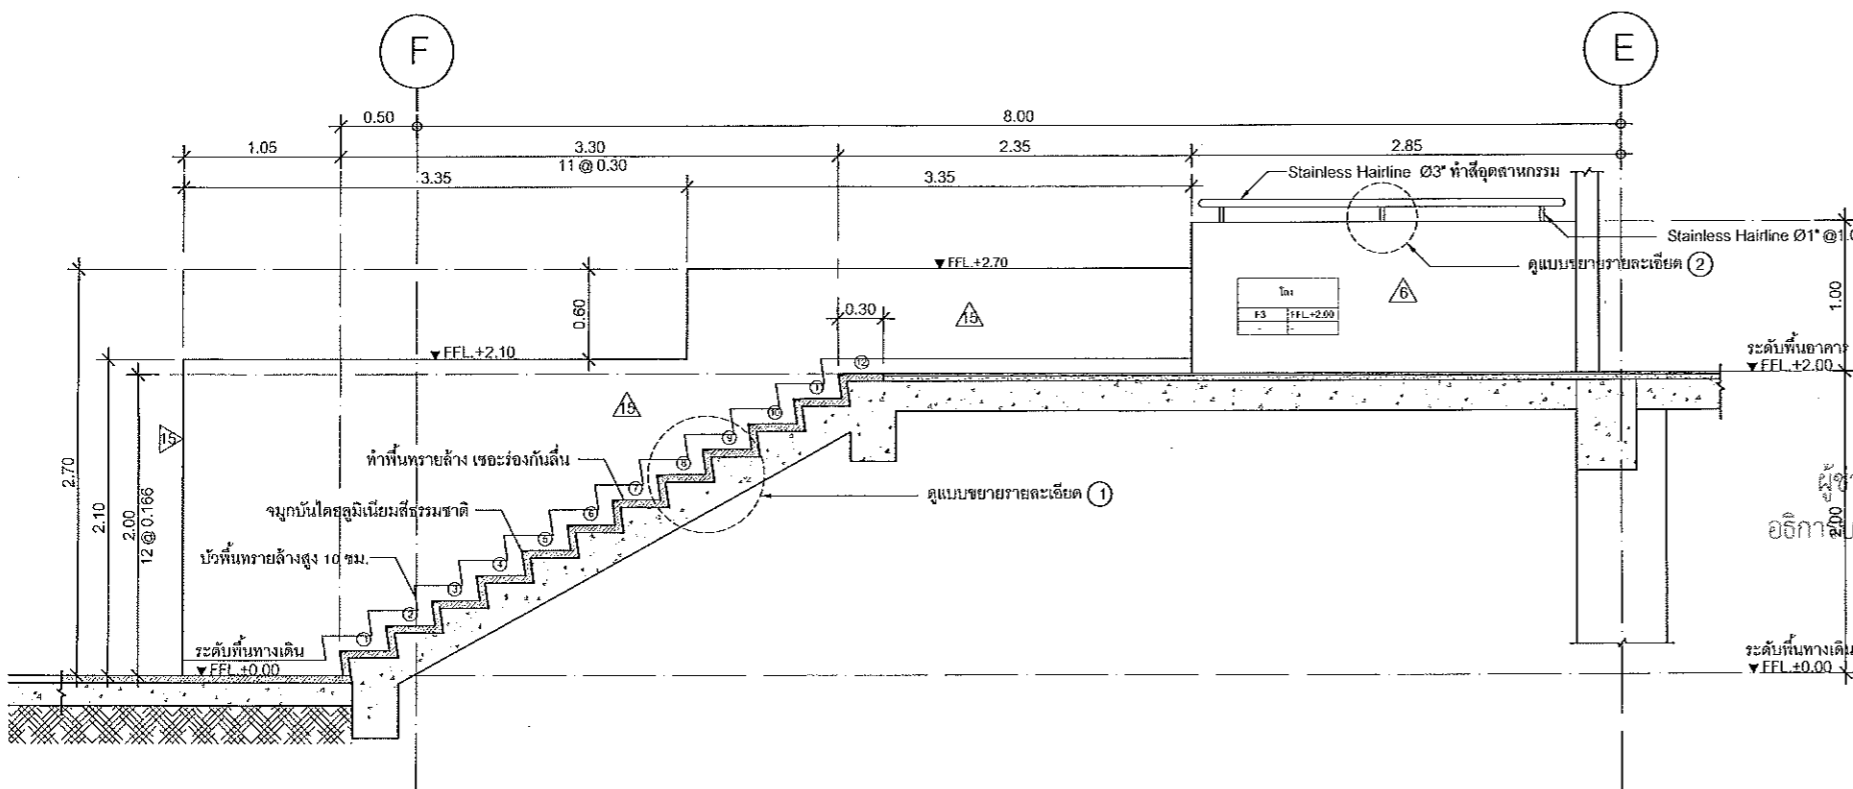 F
E
0.50
8.00
1.05
3.30
2.35
2.85
11 @ 0.30
3.35
3.35
Stainless Hairline Ø3" ทำสีอุตสาหกรรม
Stainless Hairline Ø1" @1.0
ดูแบบขยายรายละเอียด 2
FFL.+2.70
0.60
0.30
15
6
โถง
F3 FFL.+2.00
- -
1.00
FFL.+2.10
ระดับพื้นอาคาร
FFL.+2.00
12
11
10
9
8
7
6
5
4
3
2
1
15
15
2.70
2.10
2.00
12 @ 0.166
ทำพื้นทรายล้าง เซาะร่องกันลื่น
ดูแบบขยายรายละเอียด 1
จมูกบันไดอลูมิเนียมสีธรรมชาติ
บัวพื้นทรายล้างสูง 10 ซม.
2.00
ระดับพื้นทางเดิน
FFL.±0.00
ระดับพื้นทางเดิน
FFL.±0.00